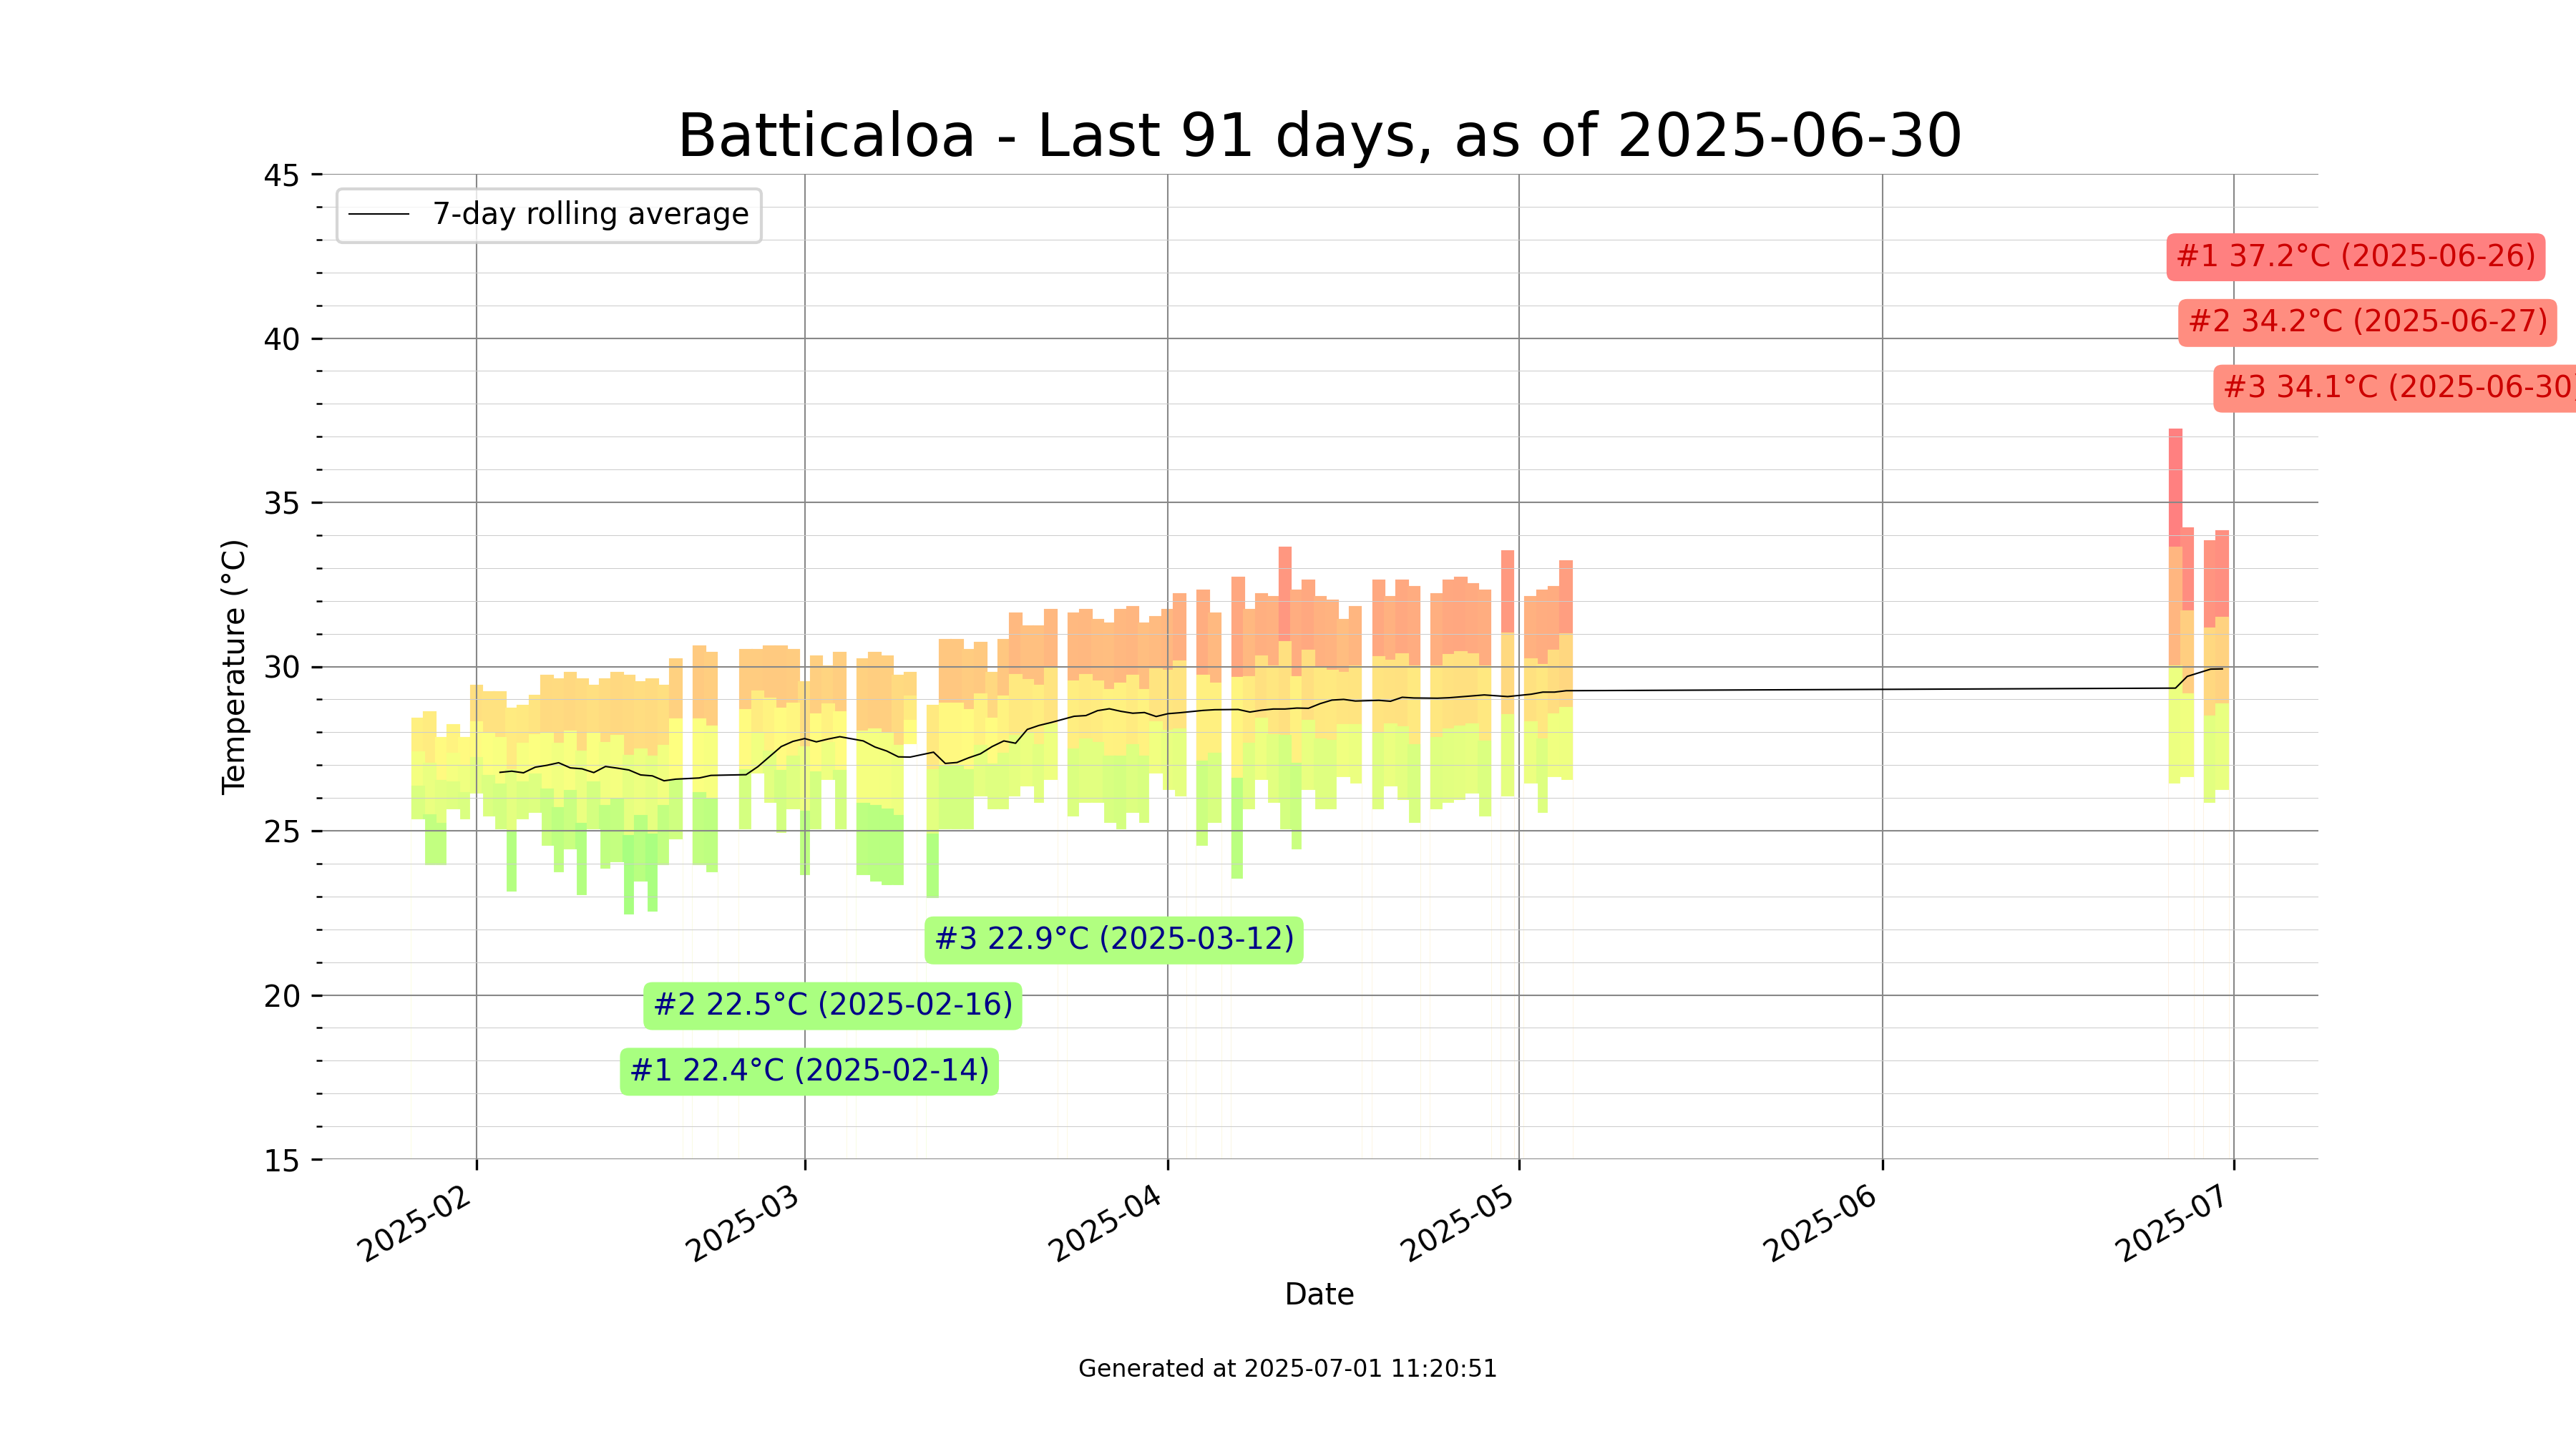 Batticaloa - Last 91 days, as of 2025-06-30
45
7-day rolling average
#1 37.2°C (2025-06-26)
#2 34.2°C (2025-06-27)
40
#3 34.1°C (2025-06-30)
35
Temperature (°C)
30
25
#3 22.9°C (2025-03-12)
20
#2 22.5°C (2025-02-16)
#1 22.4°C (2025-02-14)
15
2025-02
2025-03
2025-04
2025-05
2025-06
2025-07
Date
Generated at 2025-07-01 11:20:51